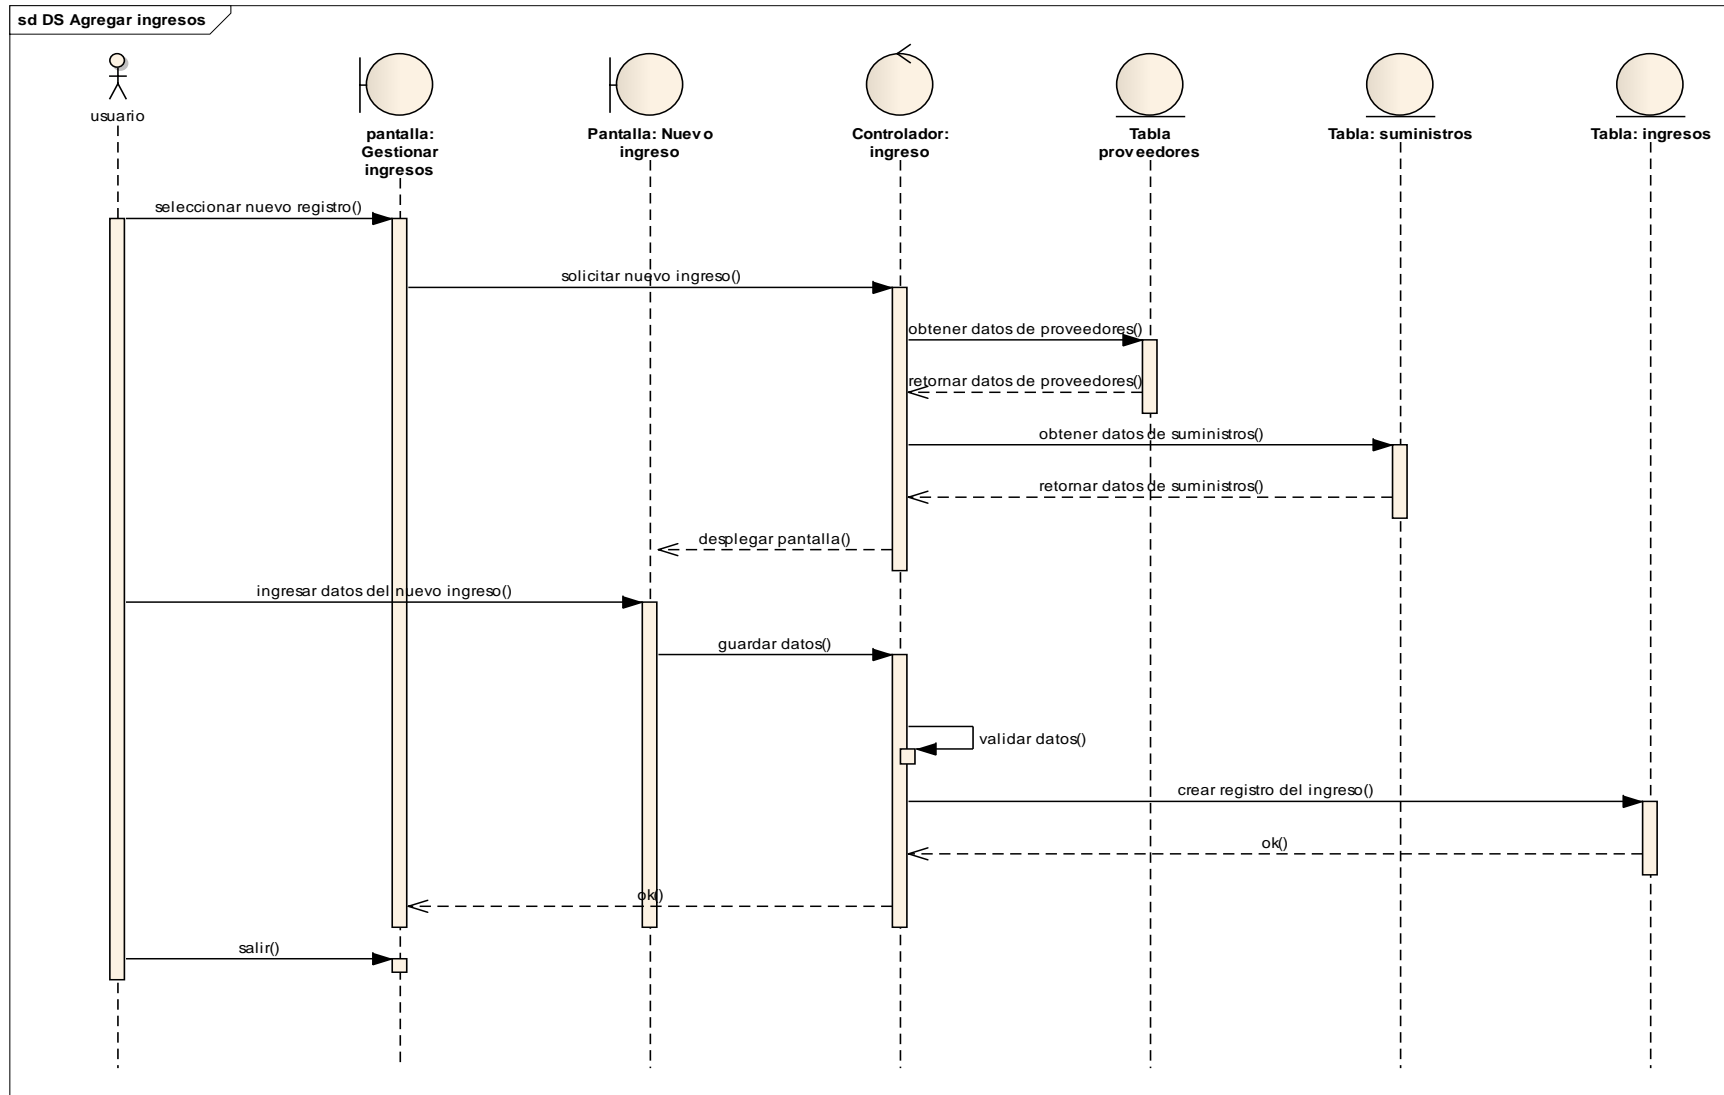 sd DS Agregar ingresos
usuario
pantalla:
Gestionar
ingresos
Pantalla: Nuevo
ingreso
Controlador:
ingreso
Tabla
proveedores
Tabla: suministros
Tabla: ingresos
seleccionar nuevo registro()
solicitar nuevo ingreso()
obtener datos de proveedores()
retornar datos de proveedores()
obtener datos de suministros()
retornar datos de suministros()
desplegar pantalla()
ingresar datos del nuevo ingreso()
guardar datos()
validar datos()
crear registro del ingreso()
ok()
ok()
salir()